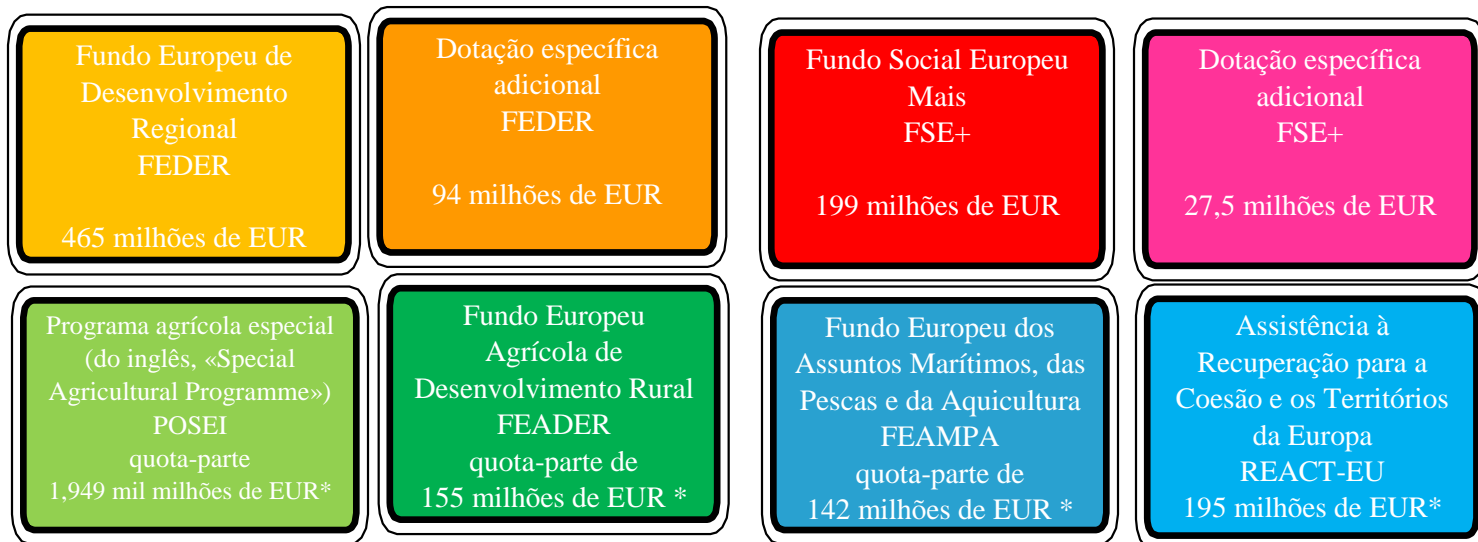 Fundo Europeu de
Desenvolvimento
Regional
FEDER
465 milhões de EUR
Dotação específica
adicional
FEDER
94 milhões de EUR
Fundo Social Europeu
Mais
FSE+
199 milhões de EUR
Dotação específica
adicional
FSE+
27,5 milhões de EUR
Programa agrícola especial
(do inglês, «Special
Agricultural Programme»)
POSEI
quota-parte
1,949 mil milhões de EUR*
Fundo Europeu
Agrícola de
Desenvolvimento Rural
FEADER
quota-parte de
155 milhões de EUR *
Fundo Europeu dos
Assuntos Marítimos, das
Pescas e da Aquicultura
FEAMPA
quota-parte de
142 milhões de EUR *
Assistência à
Recuperação para a
Coesão e os Territórios
da Europa
REACT-EU
195 milhões de EUR*